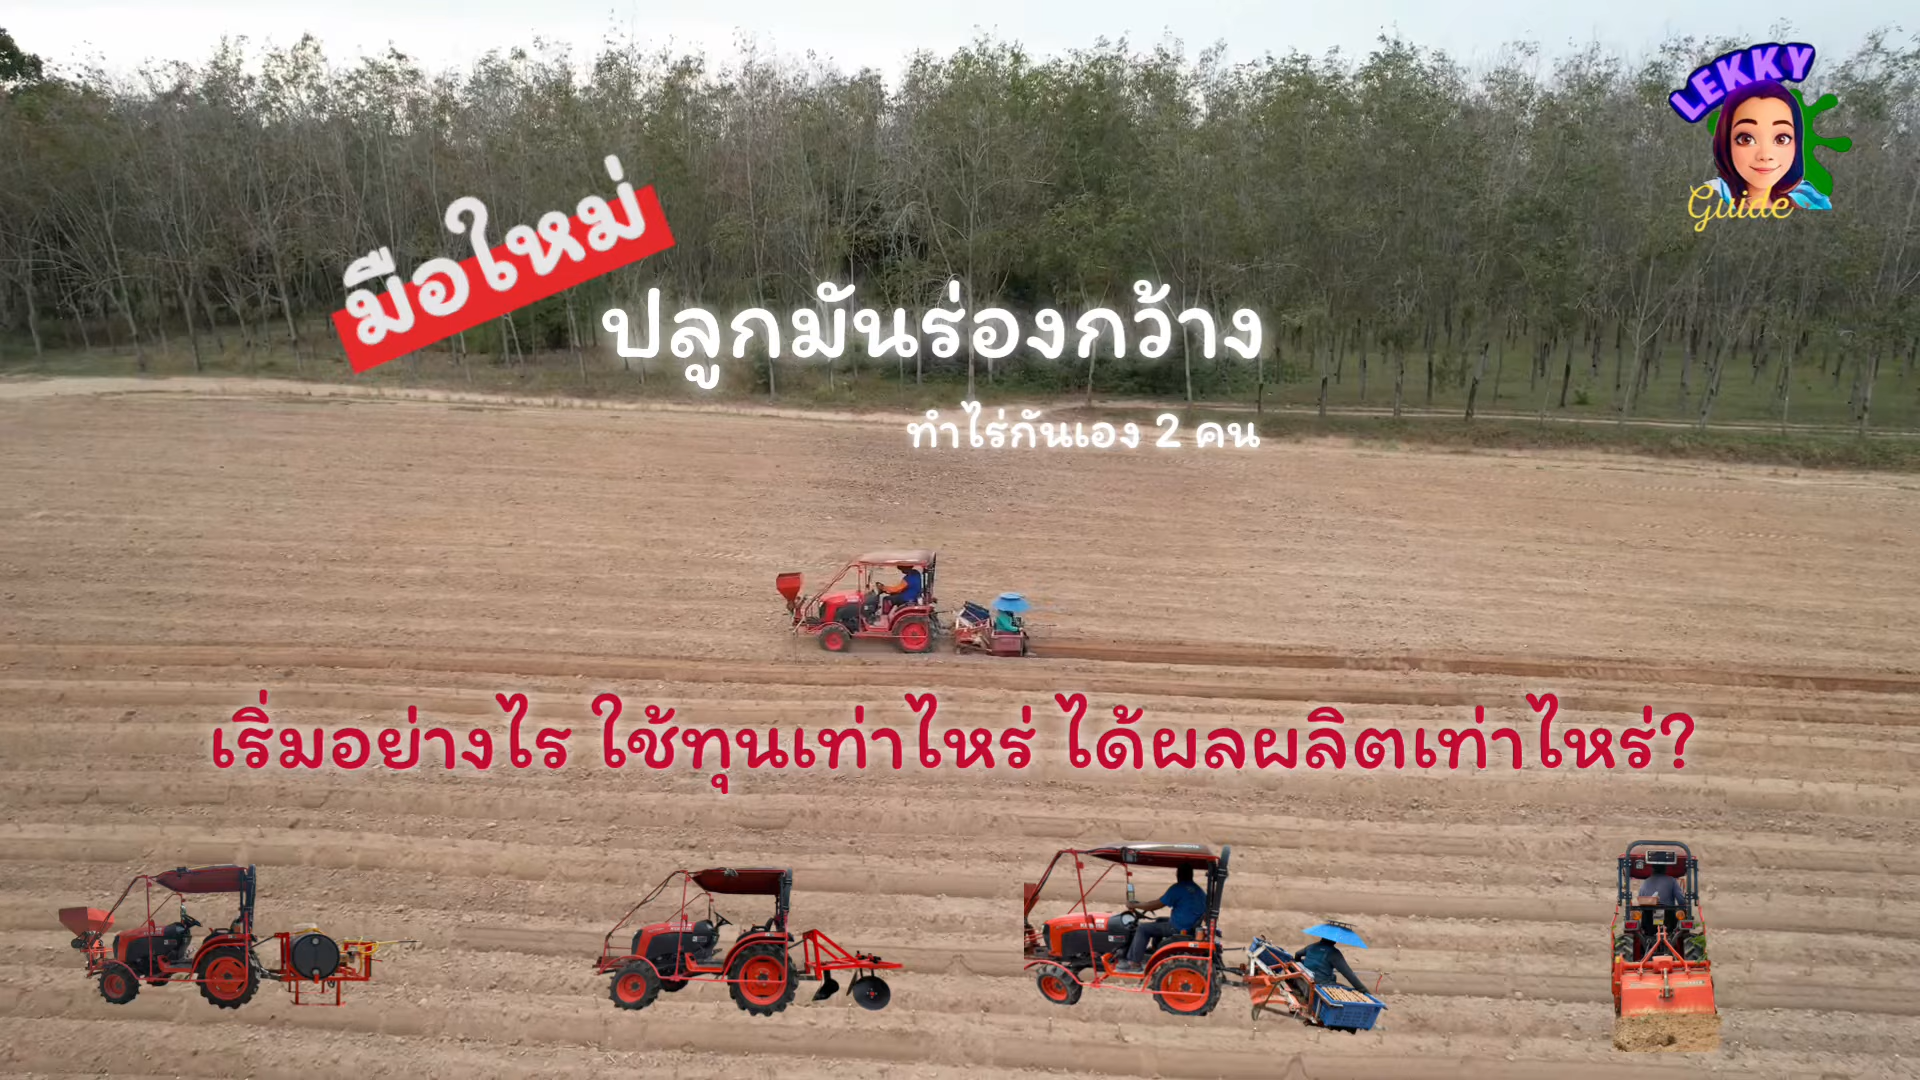 LEKKY
Guide
มือใหม่
ปลูกมันร่องกว้าง
ทำไร่กันเอง 2 คน
เริ่มอย่างไร ใช้ทุนเท่าไหร่ ได้ผลผลิตเท่าไหร่?